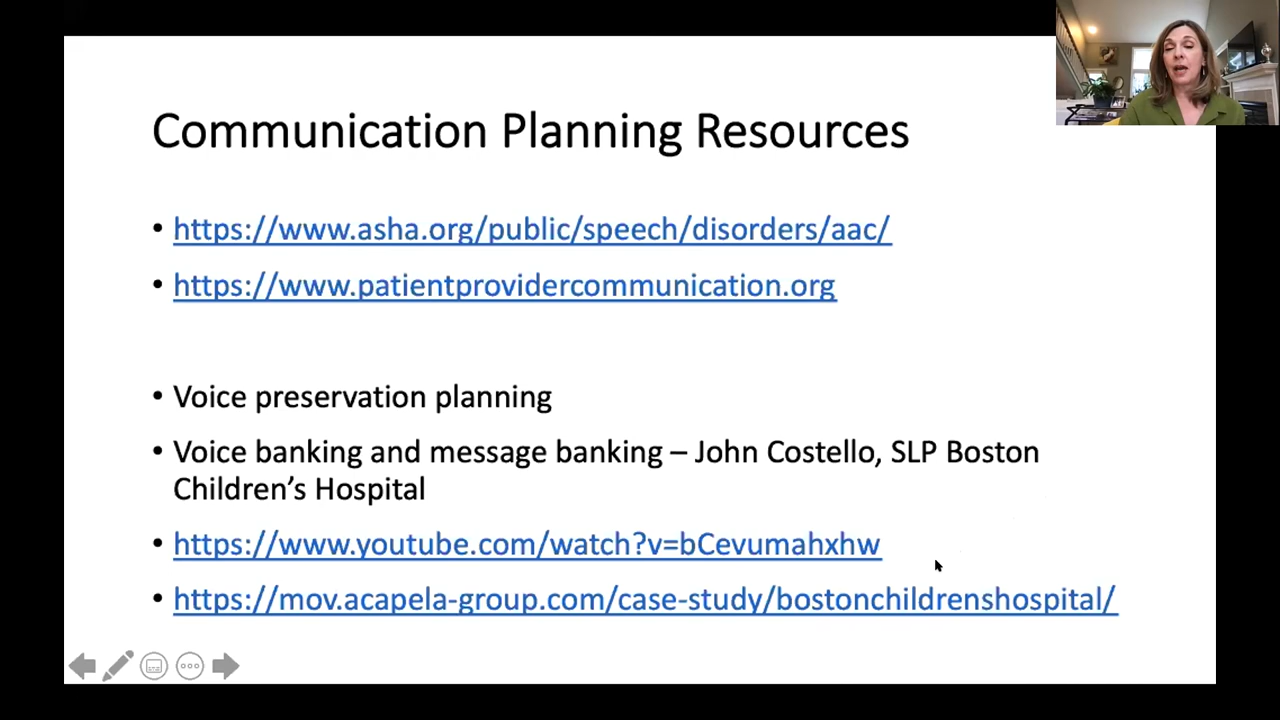 Communication Planning Resources
• https://www.asha.org/public/speech/disorders/aac/
• https://www.patientprovidercommunication.org
• Voice preservation planning
• Voice banking and message banking – John Costello, SLP Boston
Children’s Hospital
• https://www.youtube.com/watch?v=bCevumahxhw
• https://mov.acapela-group.com/case-study/bostonchildrenshospital/